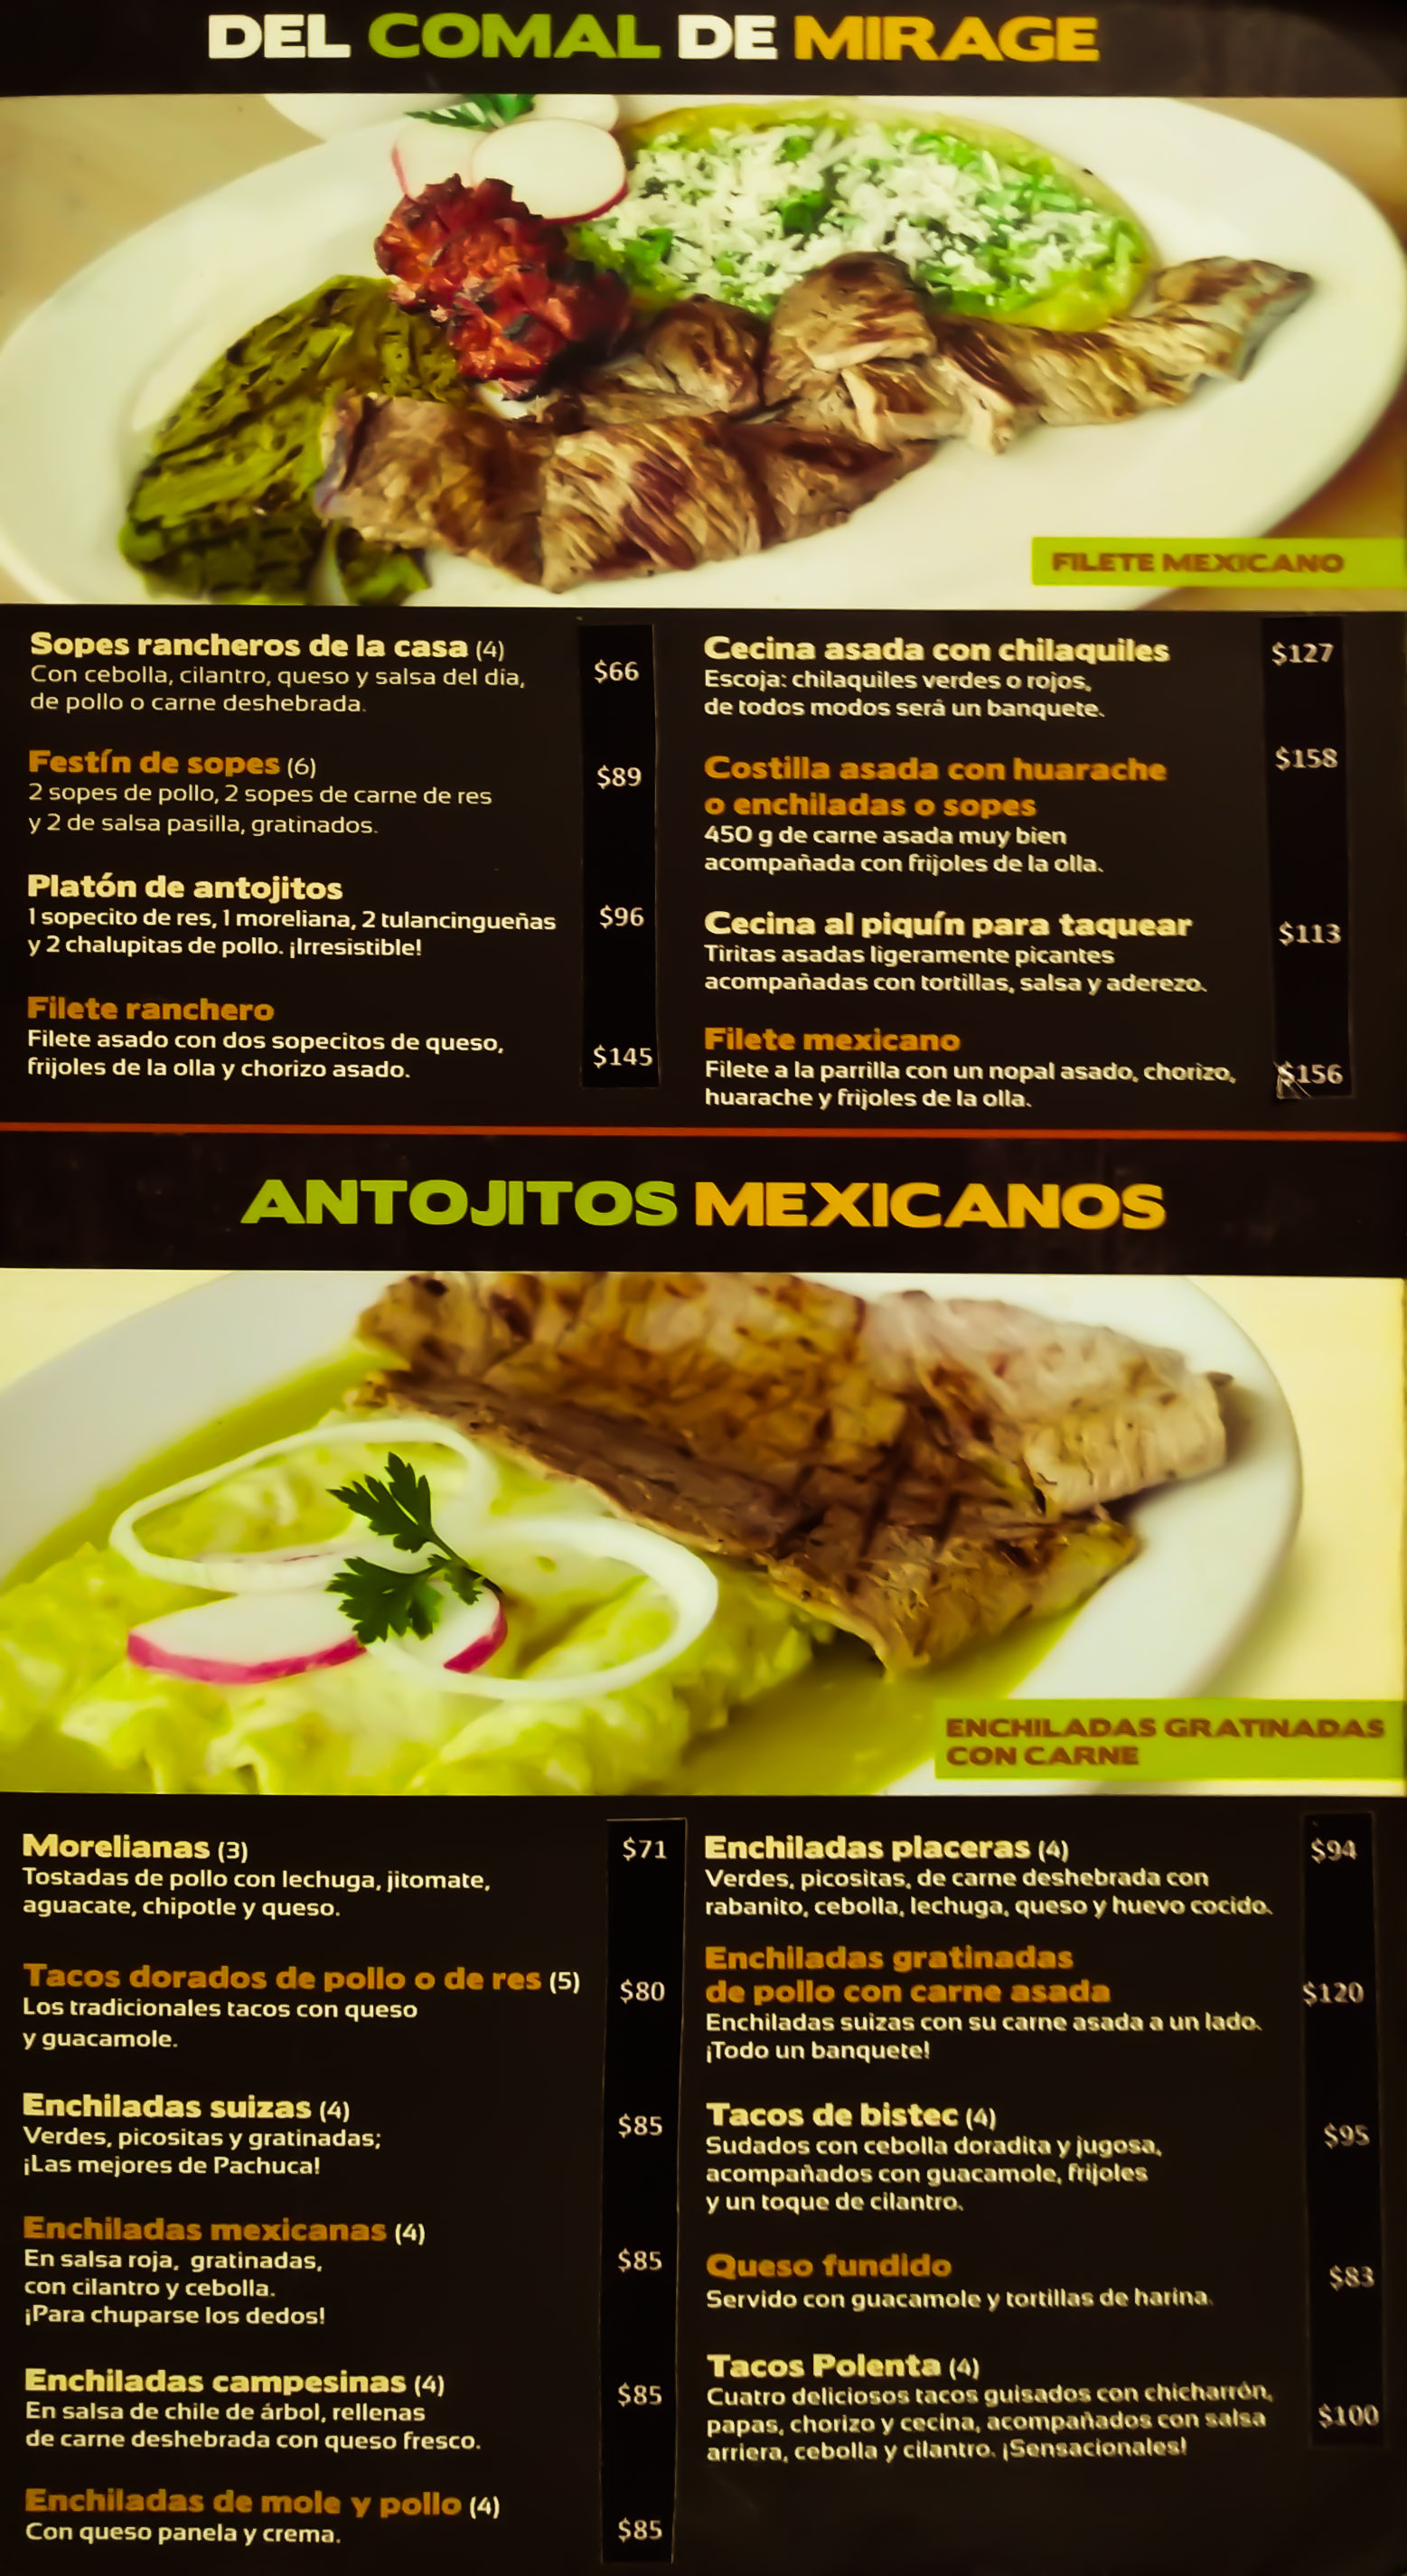 DEL COMAL DE MIRAGE
FILETE MEXICANO
Sopes rancheros de la casa (4)
Con cebolla, cilantro, queso y salsa del día,
de pollo o carne deshebrada.
$66
Festín de sopes (6)
2 sopes de pollo, 2 sopes de carne de res
y 2 de salsa pasilla, gratinados.
$89
Platón de antojitos
1 sopecito de res, 1 moreliana, 2 tulancingueñas
y 2 chalupitas de pollo. ¡Irresistible!
$96
Filete ranchero
Filete asado con dos sopecitos de queso,
frijoles de la olla y chorizo asado.
$145
Cecina asada con chilaquiles
Escoja: chilaquiles verdes o rojos,
de todos modos será un banquete.
$127
Costilla asada con huarache
o enchiladas o sopes
450 g de carne asada muy bien
acompañada con frijoles de la olla.
$158
Cecina al piquín para taquear
Tiritas asadas ligeramente picantes
acompañadas con tortillas, salsa y aderezo.
$113
Filete mexicano
Filete a la parrilla con un nopal asado, chorizo,
huarache y frijoles de la olla.
$156
ANTOJITOS MEXICANOS
ENCHILADAS GRATINADAS
CON CARNE
Morelianas (3)
Tostadas de pollo con lechuga, jitomate,
aguacate, chipotle y queso.
$71
Tacos dorados de pollo o de res (5)
Los tradicionales tacos con queso
y guacamole.
$80
Enchiladas suizas (4)
Verdes, picositas y gratinadas;
¡Las mejores de Pachuca!
$85
Enchiladas mexicanas (4)
En salsa roja, gratinadas,
con cilantro y cebolla.
¡Para chuparse los dedos!
$85
Enchiladas campesinas (4)
En salsa de chile de árbol, rellenas
de carne deshebrada con queso fresco.
$85
Enchiladas de mole y pollo (4)
Con queso panela y crema.
$85
Enchiladas placeras (4)
Verdes, picositas, de carne deshebrada con
rabanito, cebolla, lechuga, queso y huevo cocido.
$94
Enchiladas gratinadas
de pollo con carne asada
Enchiladas suizas con su carne asada a un lado.
¡Todo un banquete!
$120
Tacos de bistec (4)
Sudados con cebolla doradita y jugosa,
acompañados con guacamole, frijoles
y un toque de cilantro.
$95
Queso fundido
Servido con guacamole y tortillas de harina.
$83
Tacos Polenta (4)
Cuatro deliciosos tacos guisados con chicharrón,
papas, chorizo y cecina, acompañados con salsa
arriera, cebolla y cilantro. ¡Sensacionales!
$100